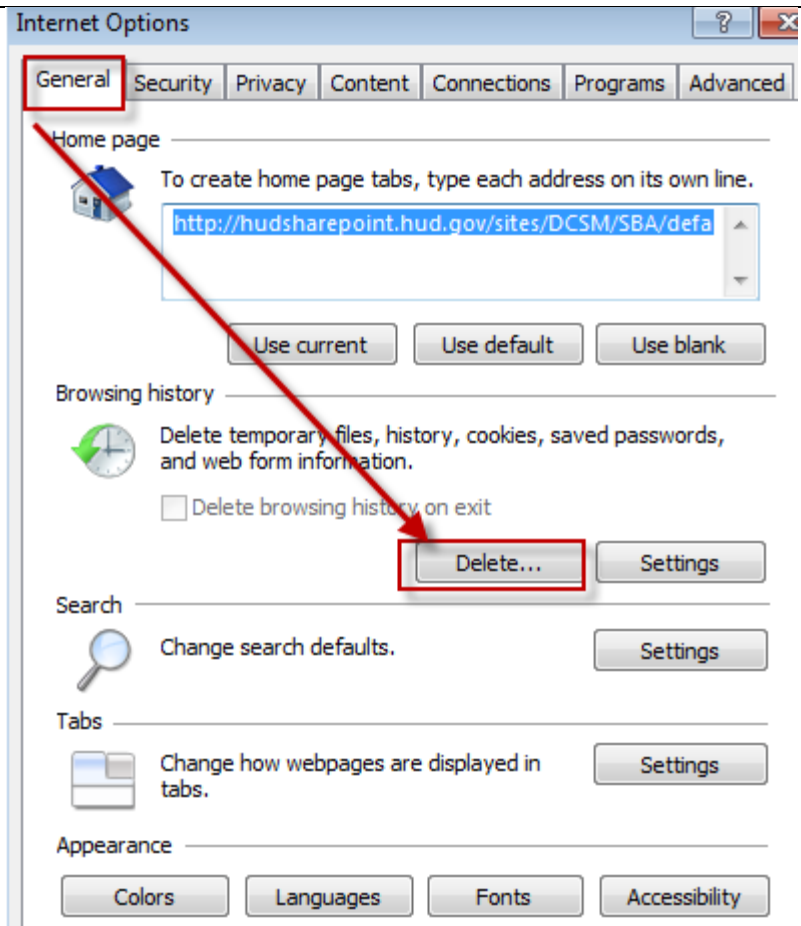 Internet Options
General Security Privacy Content Connections Programs Advanced
Home page
To create home page tabs, type each address on its own line.
http://hudsharepoint.hud.gov/sites/DCSM/SBA/defa
Use current Use default Use blank
Browsing history
Delete temporary files, history, cookies, saved passwords,
and web form information.
Delete browsing history on exit
Delete... Settings
Search
Change search defaults. Settings
Tabs
Change how webpages are displayed in Settings
tabs.
Appearance
Colors Languages Fonts Accessibility